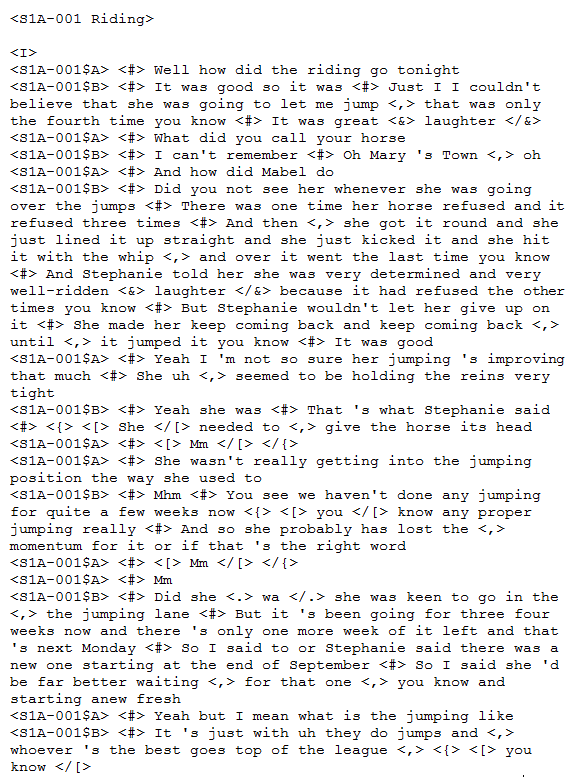 <S1A-001 Riding>
<I>
<S1A-001$A> <#> Well how did the riding go tonight
<S1A-001$B> <#> It was good so it was <#> Just I I couldn't
believe that she was going to let me jump <,> that was only
the fourth time you know <#> It was great <&> laughter </&>
<S1A-001$A> <#> What did you call your horse
<S1A-001$B> <#> I can't remember <#> Oh Mary 's Town <,> oh
<S1A-001$A> <#> And how did Mabel do
<S1A-001$B> <#> Did you not see her whenever she was going
over the jumps <#> There was one time her horse refused and it
refused three times <#> And then <,> she got it round and she
just lined it up straight and she just kicked it and she hit
it with the whip <,> and over it went the last time you know
<#> And Stephanie told her she was very determined and very
well-ridden <&> laughter </&> because it had refused the other
times you know <#> But Stephanie wouldn't let her give up on
it <#> She made her keep coming back and keep coming back <,>
until <,> it jumped it you know <#> It was good
<S1A-001$A> <#> Yeah I 'm not so sure her jumping 's improving
that much <#> She uh <,> seemed to be holding the reins very
tight
<S1A-001$B> <#> Yeah she was <#> That 's what Stephanie said
<#> <{> <[> She </[> needed to <,> give the horse its head
<S1A-001$A> <#> <[> Mm </[> </{>
<S1A-001$A> <#> She wasn't really getting into the jumping
position the way she used to
<S1A-001$B> <#> Mhm <#> You see we haven't done any jumping
for quite a few weeks now <{> <[> you </[> know any proper
jumping really <#> And so she probably has lost the <,>
momentum for it or if that 's the right word
<S1A-001$A> <#> <[> Mm </[> </{>
<S1A-001$A> <#> Mm
<S1A-001$B> <#> Did she <.> wa </.> she was keen to go in the
<,> the jumping lane <#> But it 's been going for three four
weeks now and there 's only one more week of it left and that
's next Monday <#> So I said to or Stephanie said there was a
new one starting at the end of September <#> So I said she 'd
be far better waiting <,> for that one <,> you know and
starting anew fresh
<S1A-001$A> <#> Yeah but I mean what is the jumping like
<S1A-001$B> <#> It 's just with uh they do jumps and <,>
whoever 's the best goes top of the league <,> <{> <[> you
know </[>